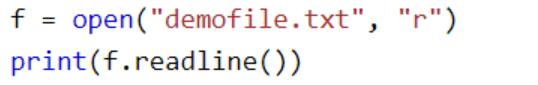 f = open("demofile.txt", "r")
print(f.readline())